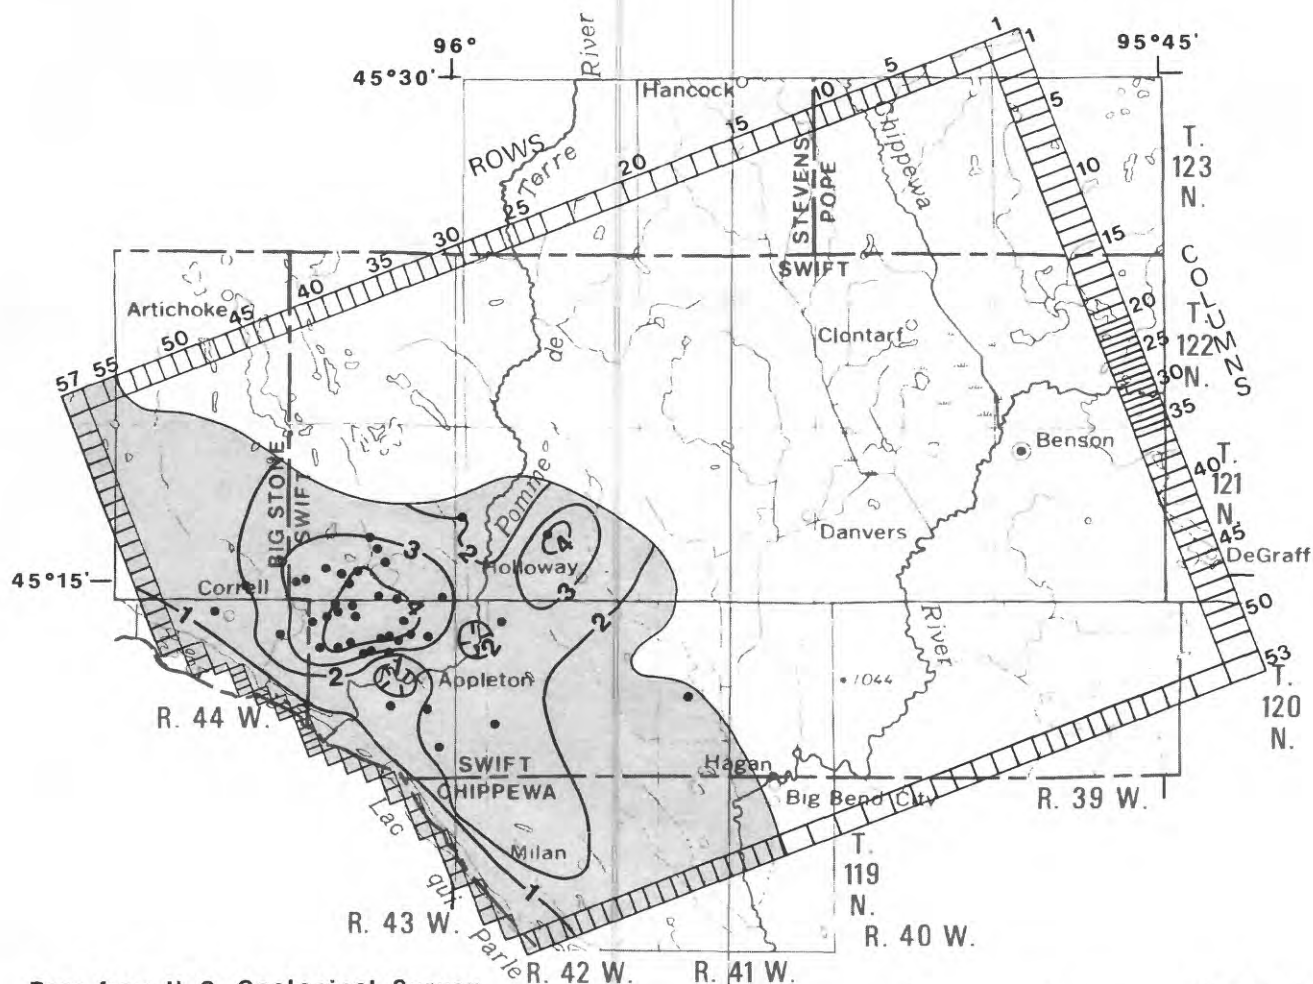 96°
45°30'
River
Hancock
1
1
95°45'
5
10
15
20
25
30
35
40
45
50
55
57
ROWS
Terre
de
Pomme
STEVENS
POPE
SWIFT
Chippewa
5
10
15
20
25
30
35
40
45
50
53
COLUMNS
T.
123
N.
T.
122
N.
T.
121
N.
T.
120
N.
Artichoke
Clontarf
Benson
Danvers
DeGraff
BIG STONE
SWIFT
45°15'
Correll
Holloway
3
2
4
3
4
2
1
2
2
Appleton
River
1044
R. 44 W.
SWIFT
CHIPPEWA
Hagan
Big Bend City
R. 39 W.
Lac
qui
Parle
Milan
1
T.
119
N.
R. 43 W.
R. 40 W.
R. 42 W.
R. 41 W.